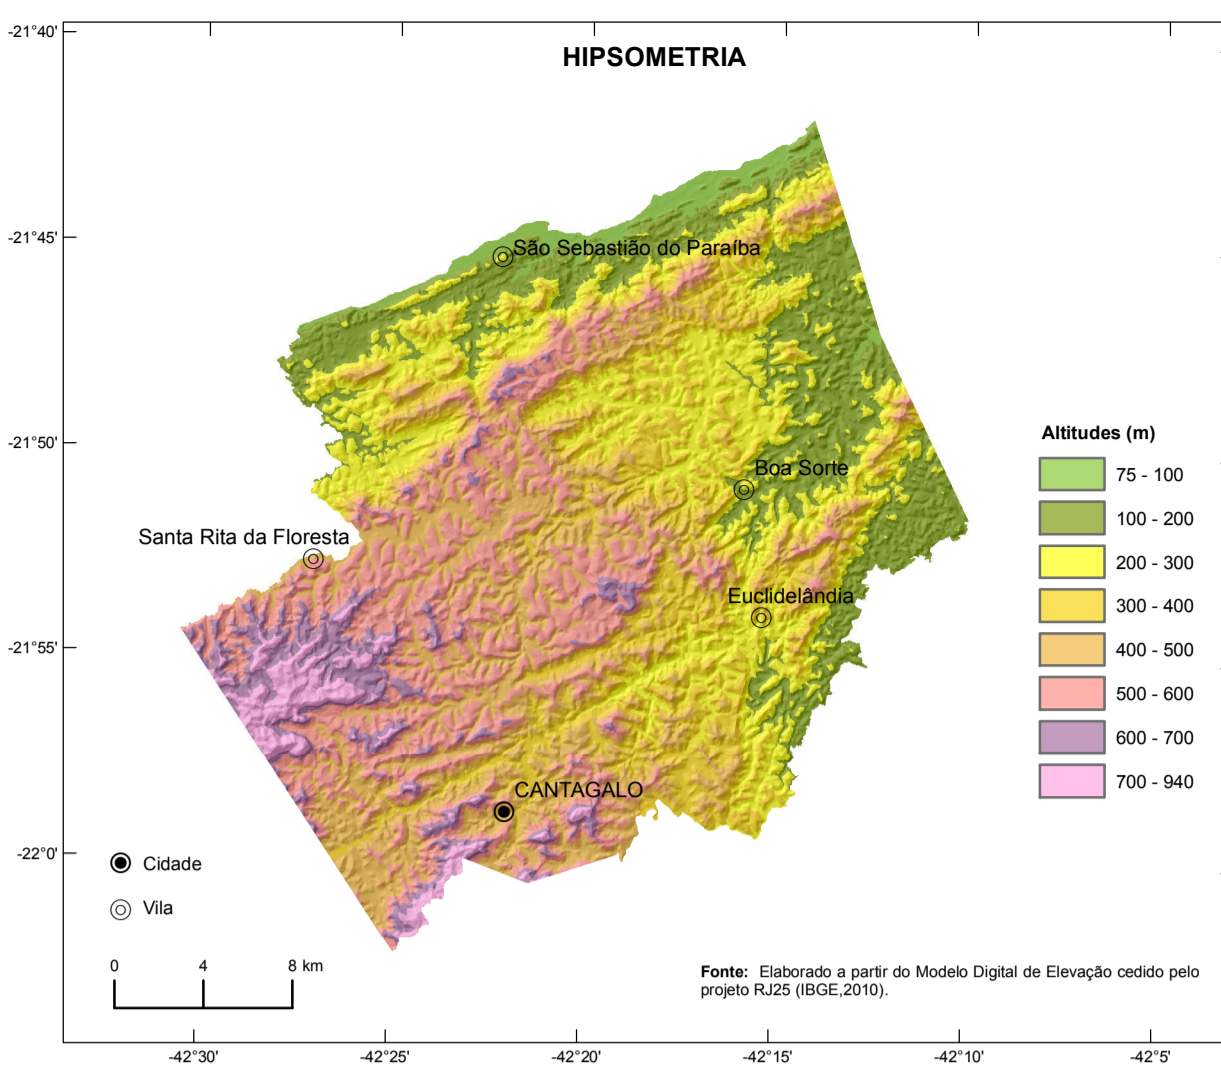 HIPSOMETRIA
-21°40'
-21°45'
-21°50'
-21°55'
-22°0'
São Sebastião do Paraíba
Boa Sorte
Santa Rita da Floresta
Euclidelândia
CANTAGALO
Altitudes (m)
75 - 100
100 - 200
200 - 300
300 - 400
400 - 500
500 - 600
600 - 700
700 - 940
Cidade
Vila
0 4 8 km
Fonte: Elaborado a partir do Modelo Digital de Elevação cedido pelo
projeto RJ25 (IBGE,2010).
-42°30' -42°25' -42°20' -42°15' -42°10' -42°5'